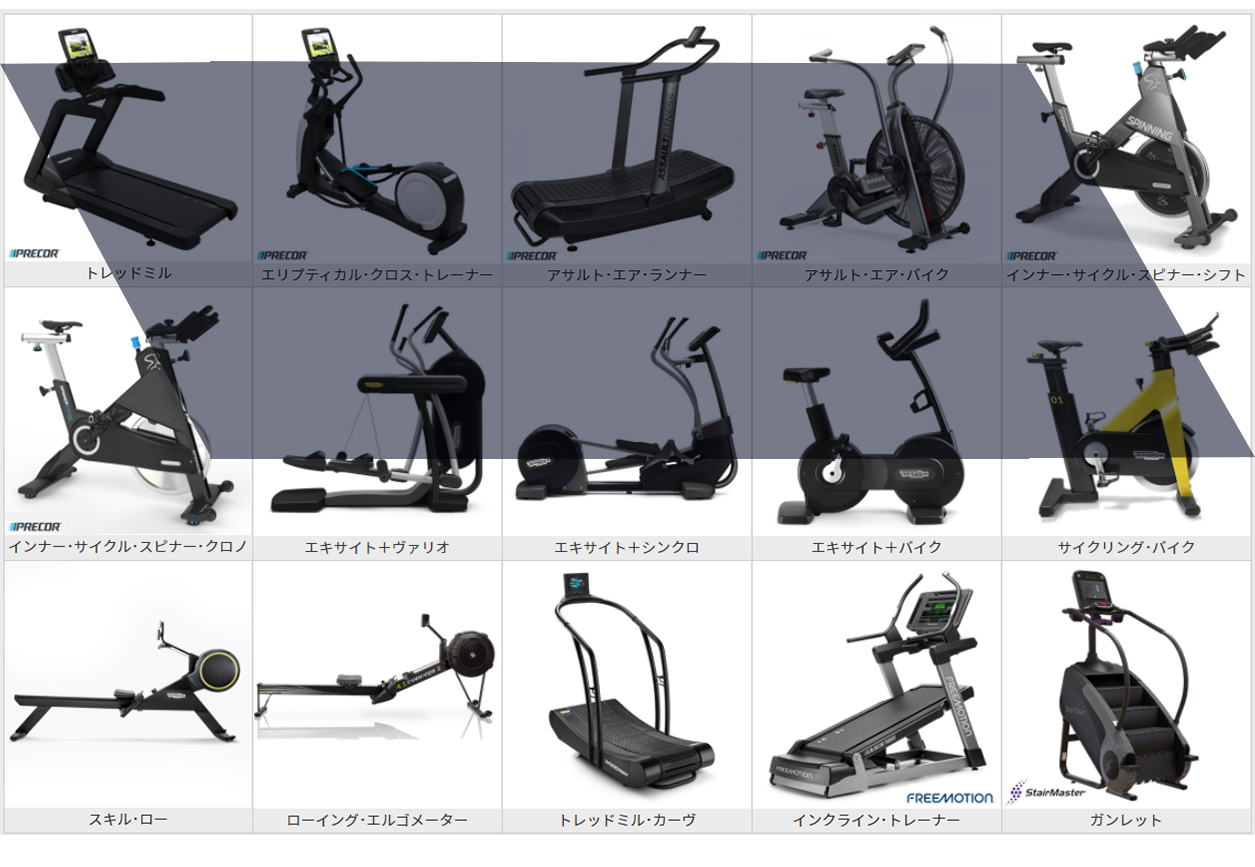 PRECOR
PRECOR
ASSAULT FITNESS
PRECOR
PRECOR
SPINNING
PRECOR
トレッドミル
エリプティカル・クロス・トレーナー
アサルト・エア・ランナー
アサルト・エア・バイク
インナー・サイクル・スピナー・シフト
PRECOR
01
インナー・サイクル・スピナー・クロノ
エキサイト＋ヴァリオ
エキサイト＋シンクロ
エキサイト＋バイク
サイクリング・バイク
CONCEPT 2
FREEMOTION
FREEMOTION
FREEMOTION
StairMaster
スキル・ロー
ローイング・エルゴメーター
トレッドミル・カーヴ
インクライン・トレーナー
ガンレット